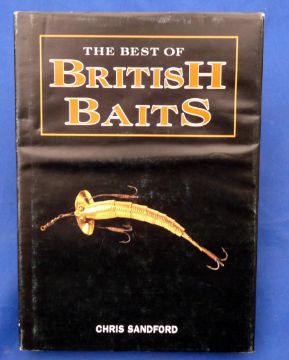 THE BEST OF
BRITISH
BAITS
CHRIS SANDFORD